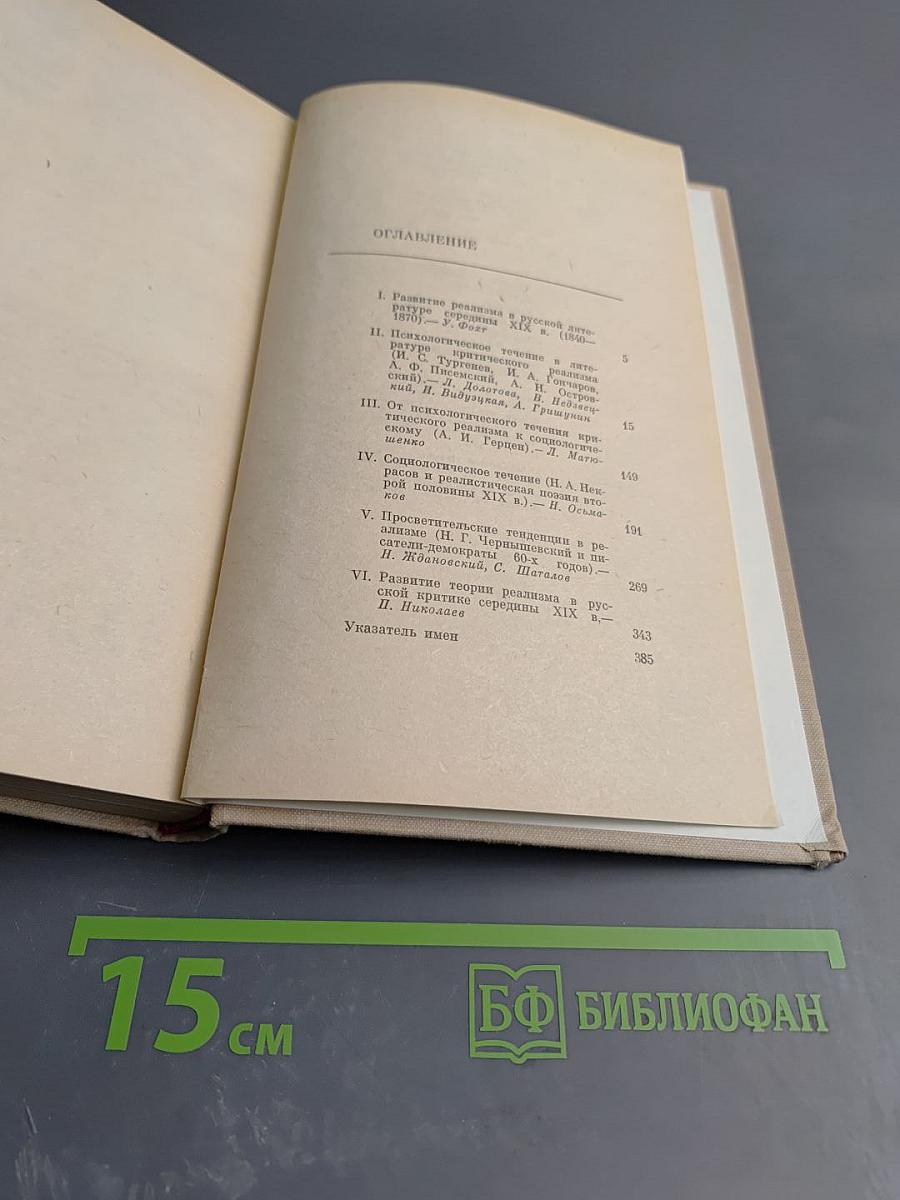 ОГЛАВЛЕНИЕ
I. Развитие реализма в русской лите-
ратуре середины XIX в. (1840—
1870).— У. Фохт 5
II. Психологическое течение в лите-
ратуре критического реализма
(И. С. Тургенев, И. А. Гончаров,
А. Ф. Писемский, А. Н. Остров-
ский).— Л. Долотова, В. Недзвец-
кий, И. Видуэцкая, А. Гришунин 15
III. От психологического течения кри-
тического реализма к социологиче-
скому (А. И. Герцен).— Л. Матю-
шенко 149
IV. Социологическое течение (Н. А. Нек-
расов и реалистическая поэзия вто-
рой половины XIX в.).— Н. Осьма-
ков 191
V. Просветительские тенденции в ре-
ализме (Н. Г. Чернышевский и пи-
сатели-демократы 60-х годов).—
Н. Ждановский, С. Шаталов 269
VI. Развитие теории реализма в рус-
ской критике середины XIX в,—
П. Николаев 343
Указатель имен 385
15 см
БФ БИБЛИОФАН